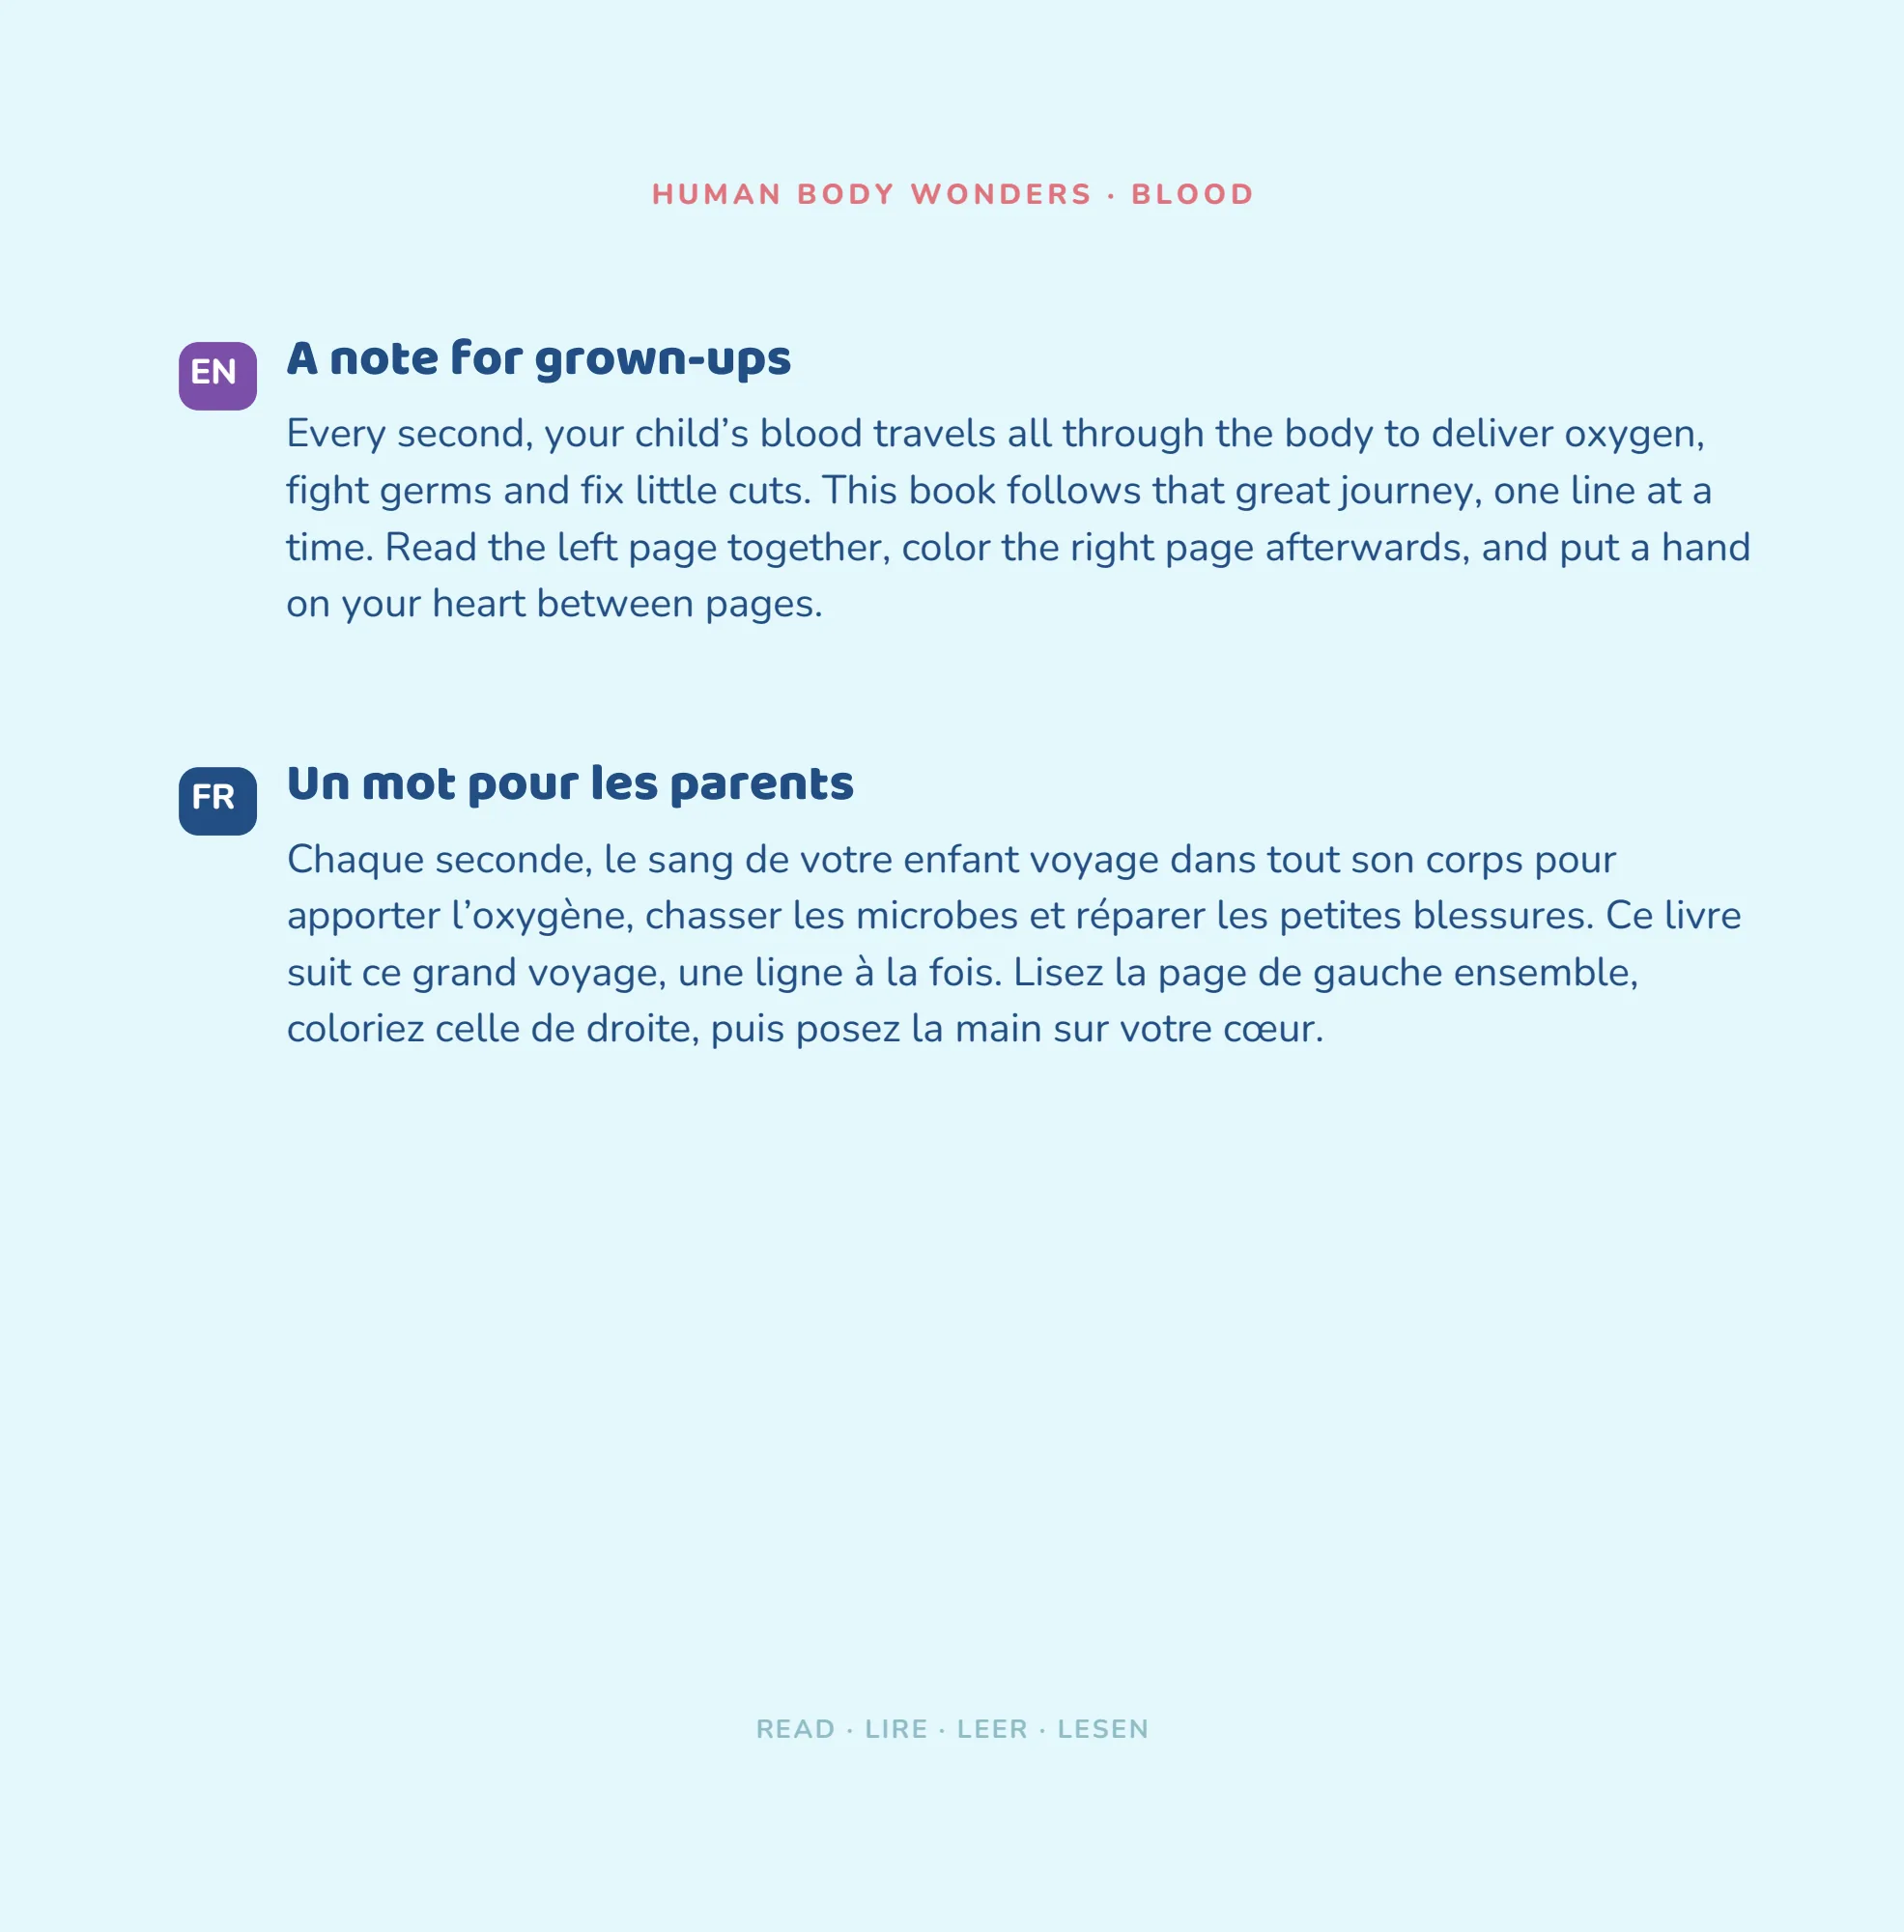 HUMAN BODY WONDERS · BLOOD
EN
A note for grown-ups
Every second, your child’s blood travels all through the body to deliver oxygen,
fight germs and fix little cuts. This book follows that great journey, one line at a
time. Read the left page together, color the right page afterwards, and put a hand
on your heart between pages.
FR
Un mot pour les parents
Chaque seconde, le sang de votre enfant voyage dans tout son corps pour
apporter l’oxygène, chasser les microbes et réparer les petites blessures. Ce livre
suit ce grand voyage, une ligne à la fois. Lisez la page de gauche ensemble,
coloriez celle de droite, puis posez la main sur votre cœur.
READ · LIRE · LEER · LESEN